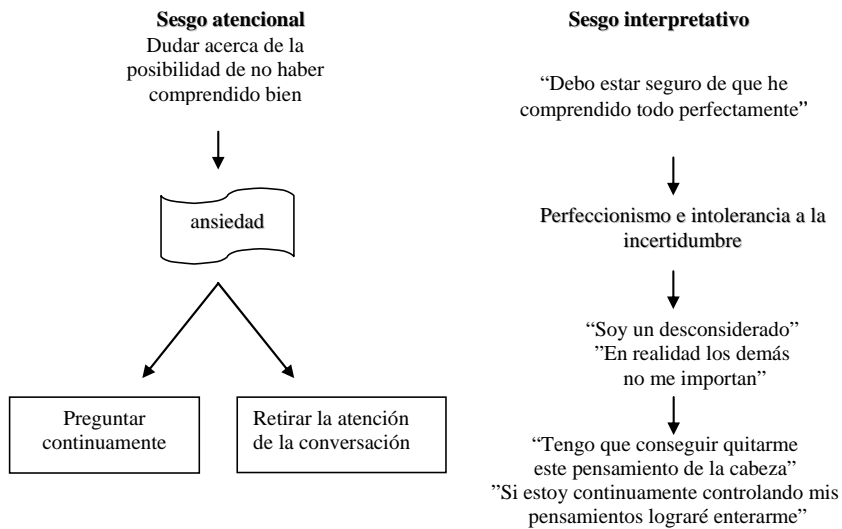 Sesgo atencional
Dudar acerca de la
posibilidad de no haber
comprendido bien
ansiedad
Preguntar
continuamente
Retirar la atención
de la conversación
Sesgo interpretativo
“Debo estar seguro de que he
comprendido todo perfectamente”
Perfeccionismo e intolerancia a la
incertidumbre
“Soy un desconsiderado”
”En realidad los demás
no me importan”
“Tengo que conseguir quitarme
este pensamiento de la cabeza”
”Si estoy continuamente controlando mis
pensamientos lograré enterarme”